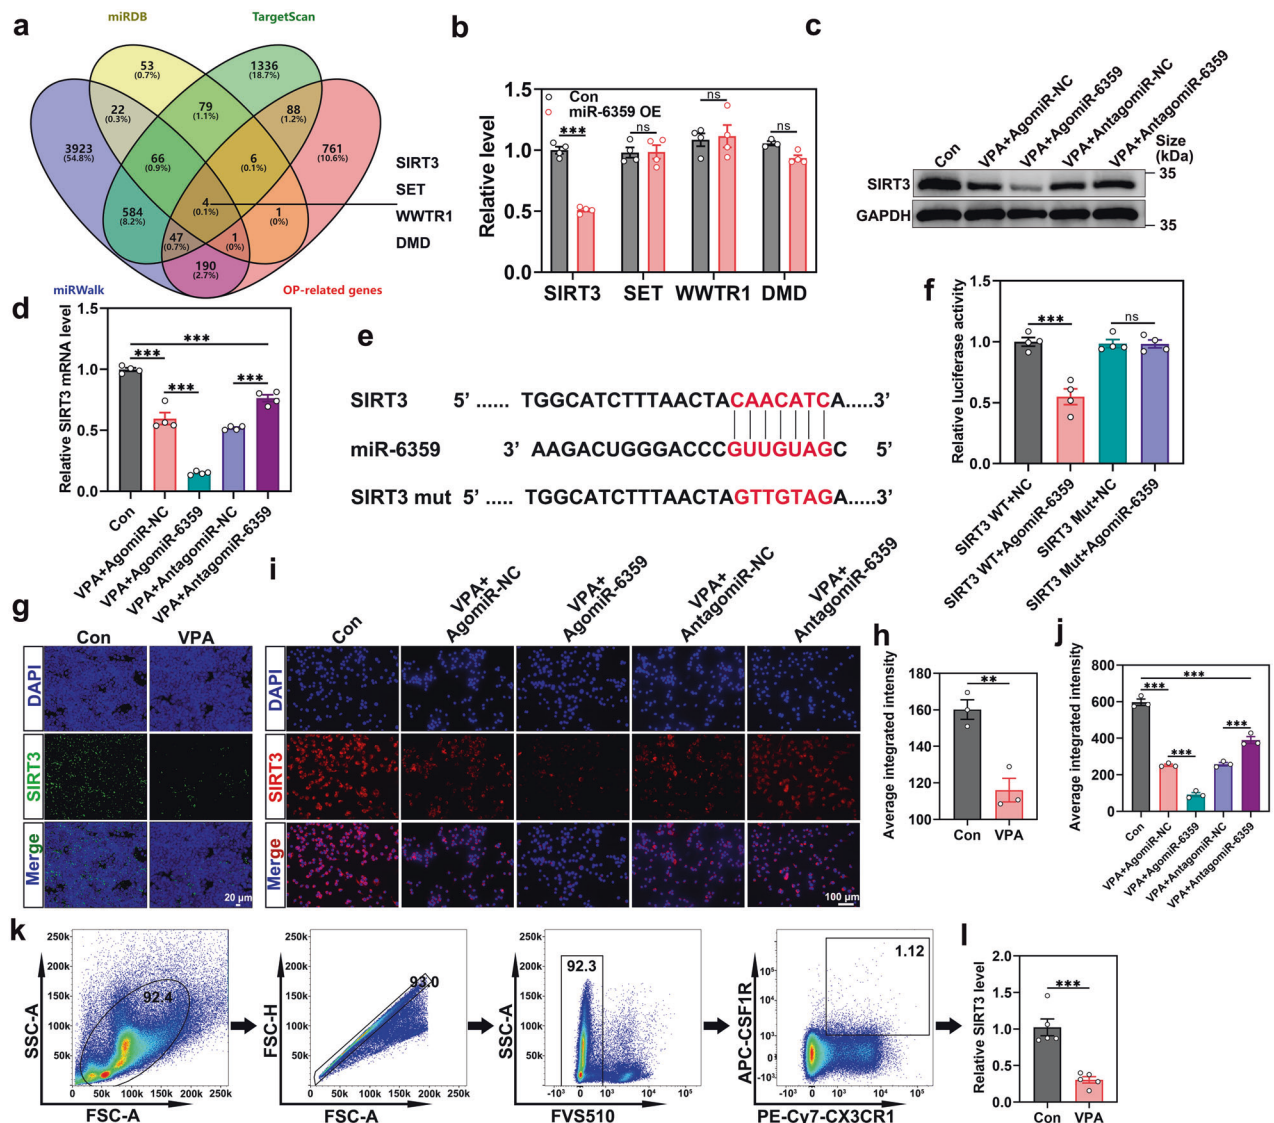 a
miRDB
TargetScan
53
(0.7%)
1336
(18.7%)
22
(0.3%)
79
(1.1%)
88
(1.2%)
3923
(54.8%)
66
(0.9%)
6
(0.1%)
761
(10.6%)
584
(8.2%)
4
(0.1%)
1
(0%)
47
(0.7%)
1
(0%)
190
(2.7%)
miRWalk
OP-related genes
SIRT3
SET
WWTR1
DMD
b
Relative level
1.5
1.0
0.5
0.0
Con
miR-6359 OE
***
ns
ns
ns
SIRT3 SET WWTR1 DMD
c
Con
VPA+AgomiR-NC
VPA+AgomiR-6359
VPA+AntagomiR-NC
VPA+AntagomiR-6359
Size
(kDa)
SIRT3
35
GAPDH
35
d
Relative SIRT3 mRNA level
1.5
1.0
0.5
0.0
***
***
***
***
Con
VPA+AgomiR-NC
VPA+AgomiR-6359
VPA+AntagomiR-NC
VPA+AntagomiR-6359
e
SIRT3 5’ ...... TGGCATCTTTAACTACAACATCA.....3’
miR-6359 3’ AAGACUGGGACCCGUUGUAGC 5’
SIRT3 mut 5’ ..... TGGCATCTTTAACTAGTTGTAGA.....3’
f
Relative luciferase activity
1.5
1.0
0.5
0.0
***
ns
SIRT3 WT+NC
SIRT3 WT+AgomiR-6359
SIRT3 Mut+NC
SIRT3 Mut+AgomiR-6359
g
Con VPA
DAPI
SIRT3
Merge
20 µm
i
Con
VPA+
AgomiR-NC
VPA+
AgomiR-6359
VPA+
AntagomiR-NC
VPA+
AntagomiR-6359
DAPI
SIRT3
Merge
100 µm
h
Average integrated intensity
180
160
140
120
100
**
Con VPA
j
Average integrated intensity
800
600
400
200
0
***
***
***
***
Con
VPA+AgomiR-NC
VPA+AgomiR-6359
VPA+AntagomiR-NC
VPA+AntagomiR-6359
k
SSC-A
250k
200k
150k
100k
50k
92.4
0 50k 100k 150k 200k 250k
FSC-A
FSC-H
250k
200k
150k
100k
50k
93.0
0 50k 100k 150k 200k 250k
FSC-A
SSC-A
250k
200k
150k
100k
50k
92.3
-10³ 0 10³ 10⁴ 10⁵
FVS510
APC-CSF1R
10⁵
10⁴
10³
0
-10³
1.12
-10³ 0 10³ 10⁴ 10⁵
PE-Cy7-CX3CR1
l
Relative SIRT3 level
2.0
1.5
1.0
0.5
0.0
***
Con VPA